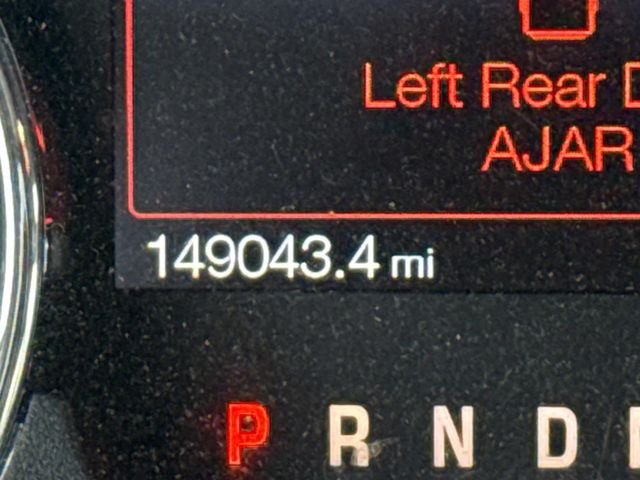 Left Rear D
AJAR
149043.4 mi
P R N D